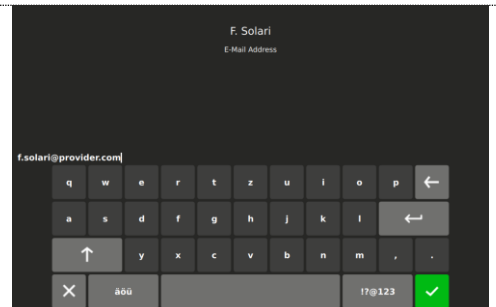 F. Solari
E-Mail Address
f.solari@provider.com
q w e r t z u i o p
a s d f g h j k l
y x c v b n m , .
äöü !?@123